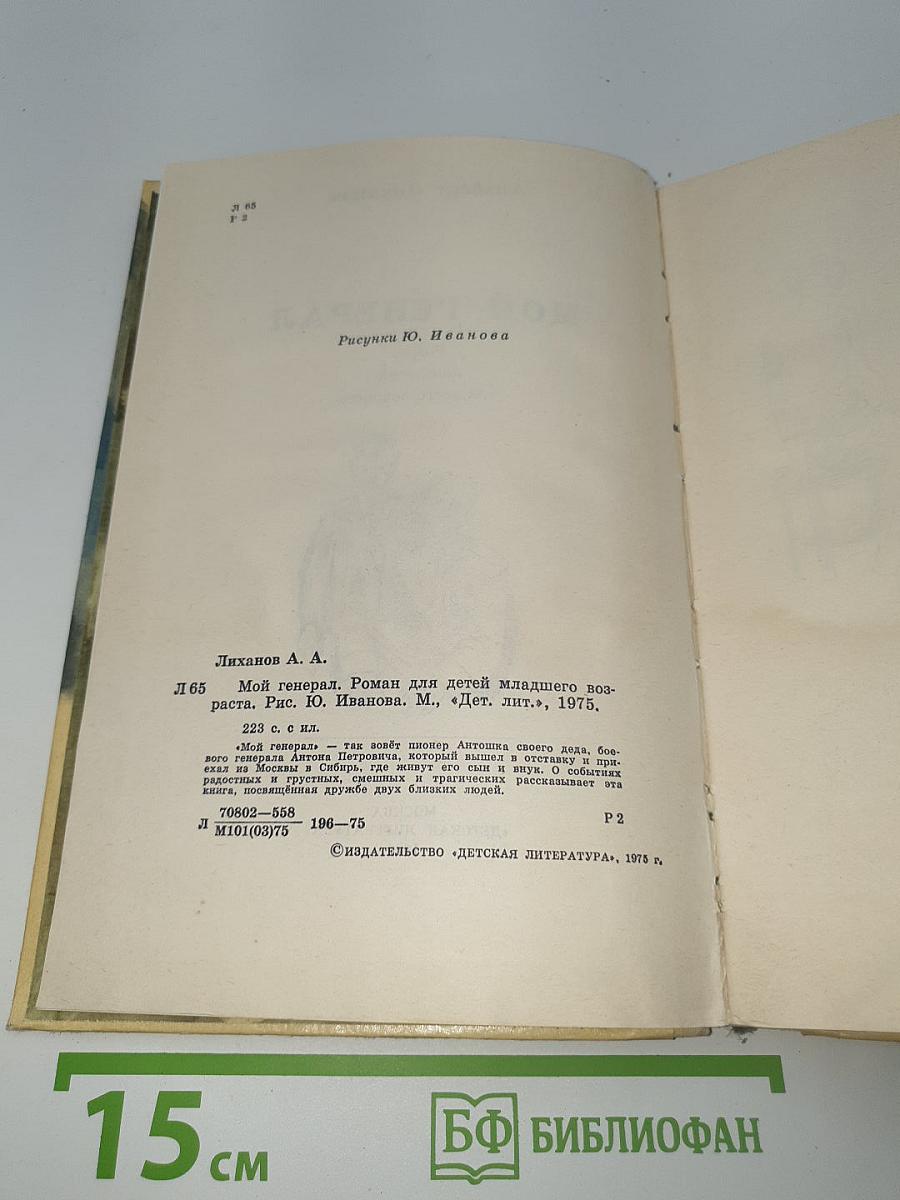 Л 65
Р 2
Рисунки Ю. Иванова
Лиханов А. А.
Л 65 Мой генерал. Роман для детей младшего воз-
раста. Рис. Ю. Иванова. М., «Дет. лит.», 1975.
223 с. с ил.
«Мой генерал» — так зовёт пионер Антошка своего деда, бое-
вого генерала Антона Петровича, который вышел в отставку и при-
ехал из Москвы в Сибирь, где живут его сын и внук. О событиях
радостных и грустных, смешных и трагических рассказывает эта
книга, посвящённая дружбе двух близких людей.
Л 70802—558
М101(03)75 196—75 Р 2
©ИЗДАТЕЛЬСТВО «ДЕТСКАЯ ЛИТЕРАТУРА», 1975 г.
15 см
БФ БИБЛИОФАН